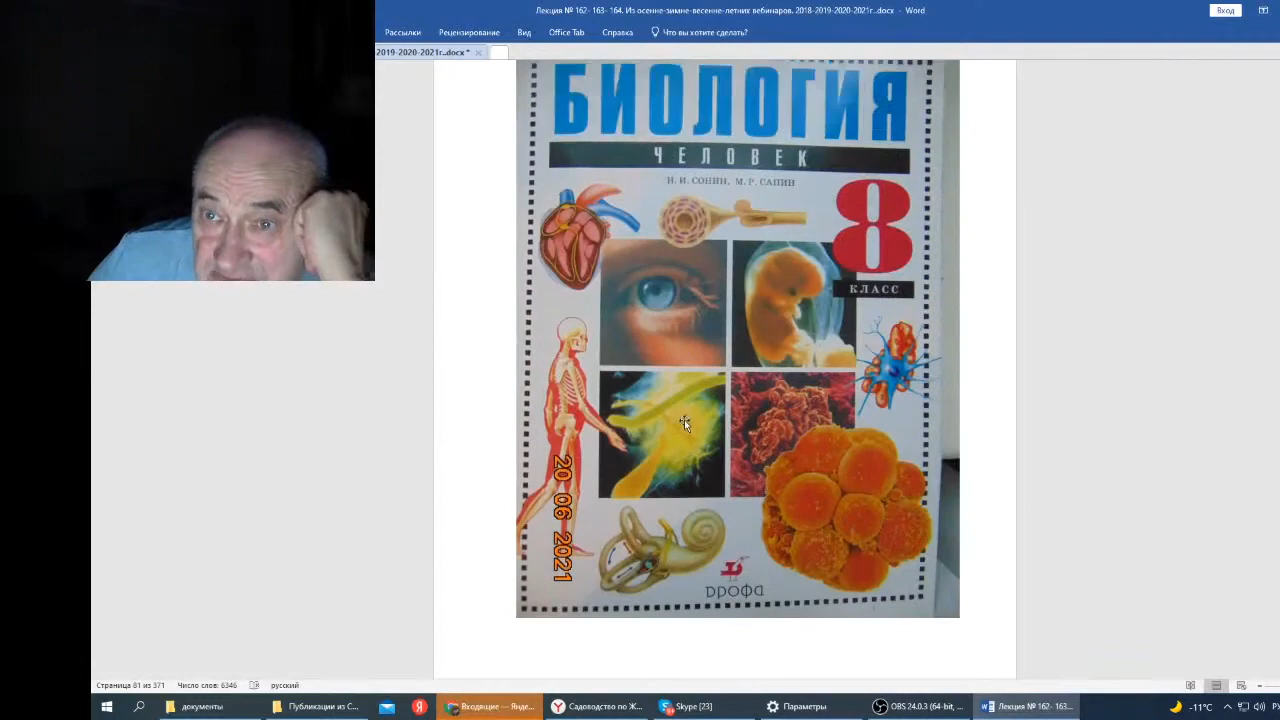 Лекция № 162- 163- 164. Из осенне-зимне-весенне-летних вебинаров. 2018-2019-2020-2021г...docx - Word
Вход
Рассылки Рецензирование Вид Office Tab Справка Что вы хотите сделать?
2019-2020-2021г...docx *
БИОЛОГИЯ
ЧЕЛОВЕК
Н. И. СОНИН, М. Р. САПИН
8
КЛАСС
20 06 2021
дрофа
Страница 81 из 371 Число слов: 6346 русский
документы
Публикации из С...
Я
Входящие — Янде...
Садоводство по Ж...
Skype [23]
Параметры
OBS 24.0.3 (64-bit, ...
Лекция № 162- 163...